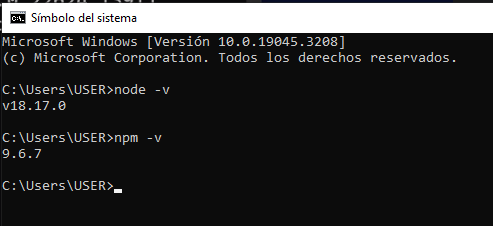 Símbolo del sistema
Microsoft Windows [Versión 10.0.19045.3208]
(c) Microsoft Corporation. Todos los derechos reservados.
C:\Users\USER>node -v
v18.17.0
C:\Users\USER>npm -v
9.6.7
C:\Users\USER>